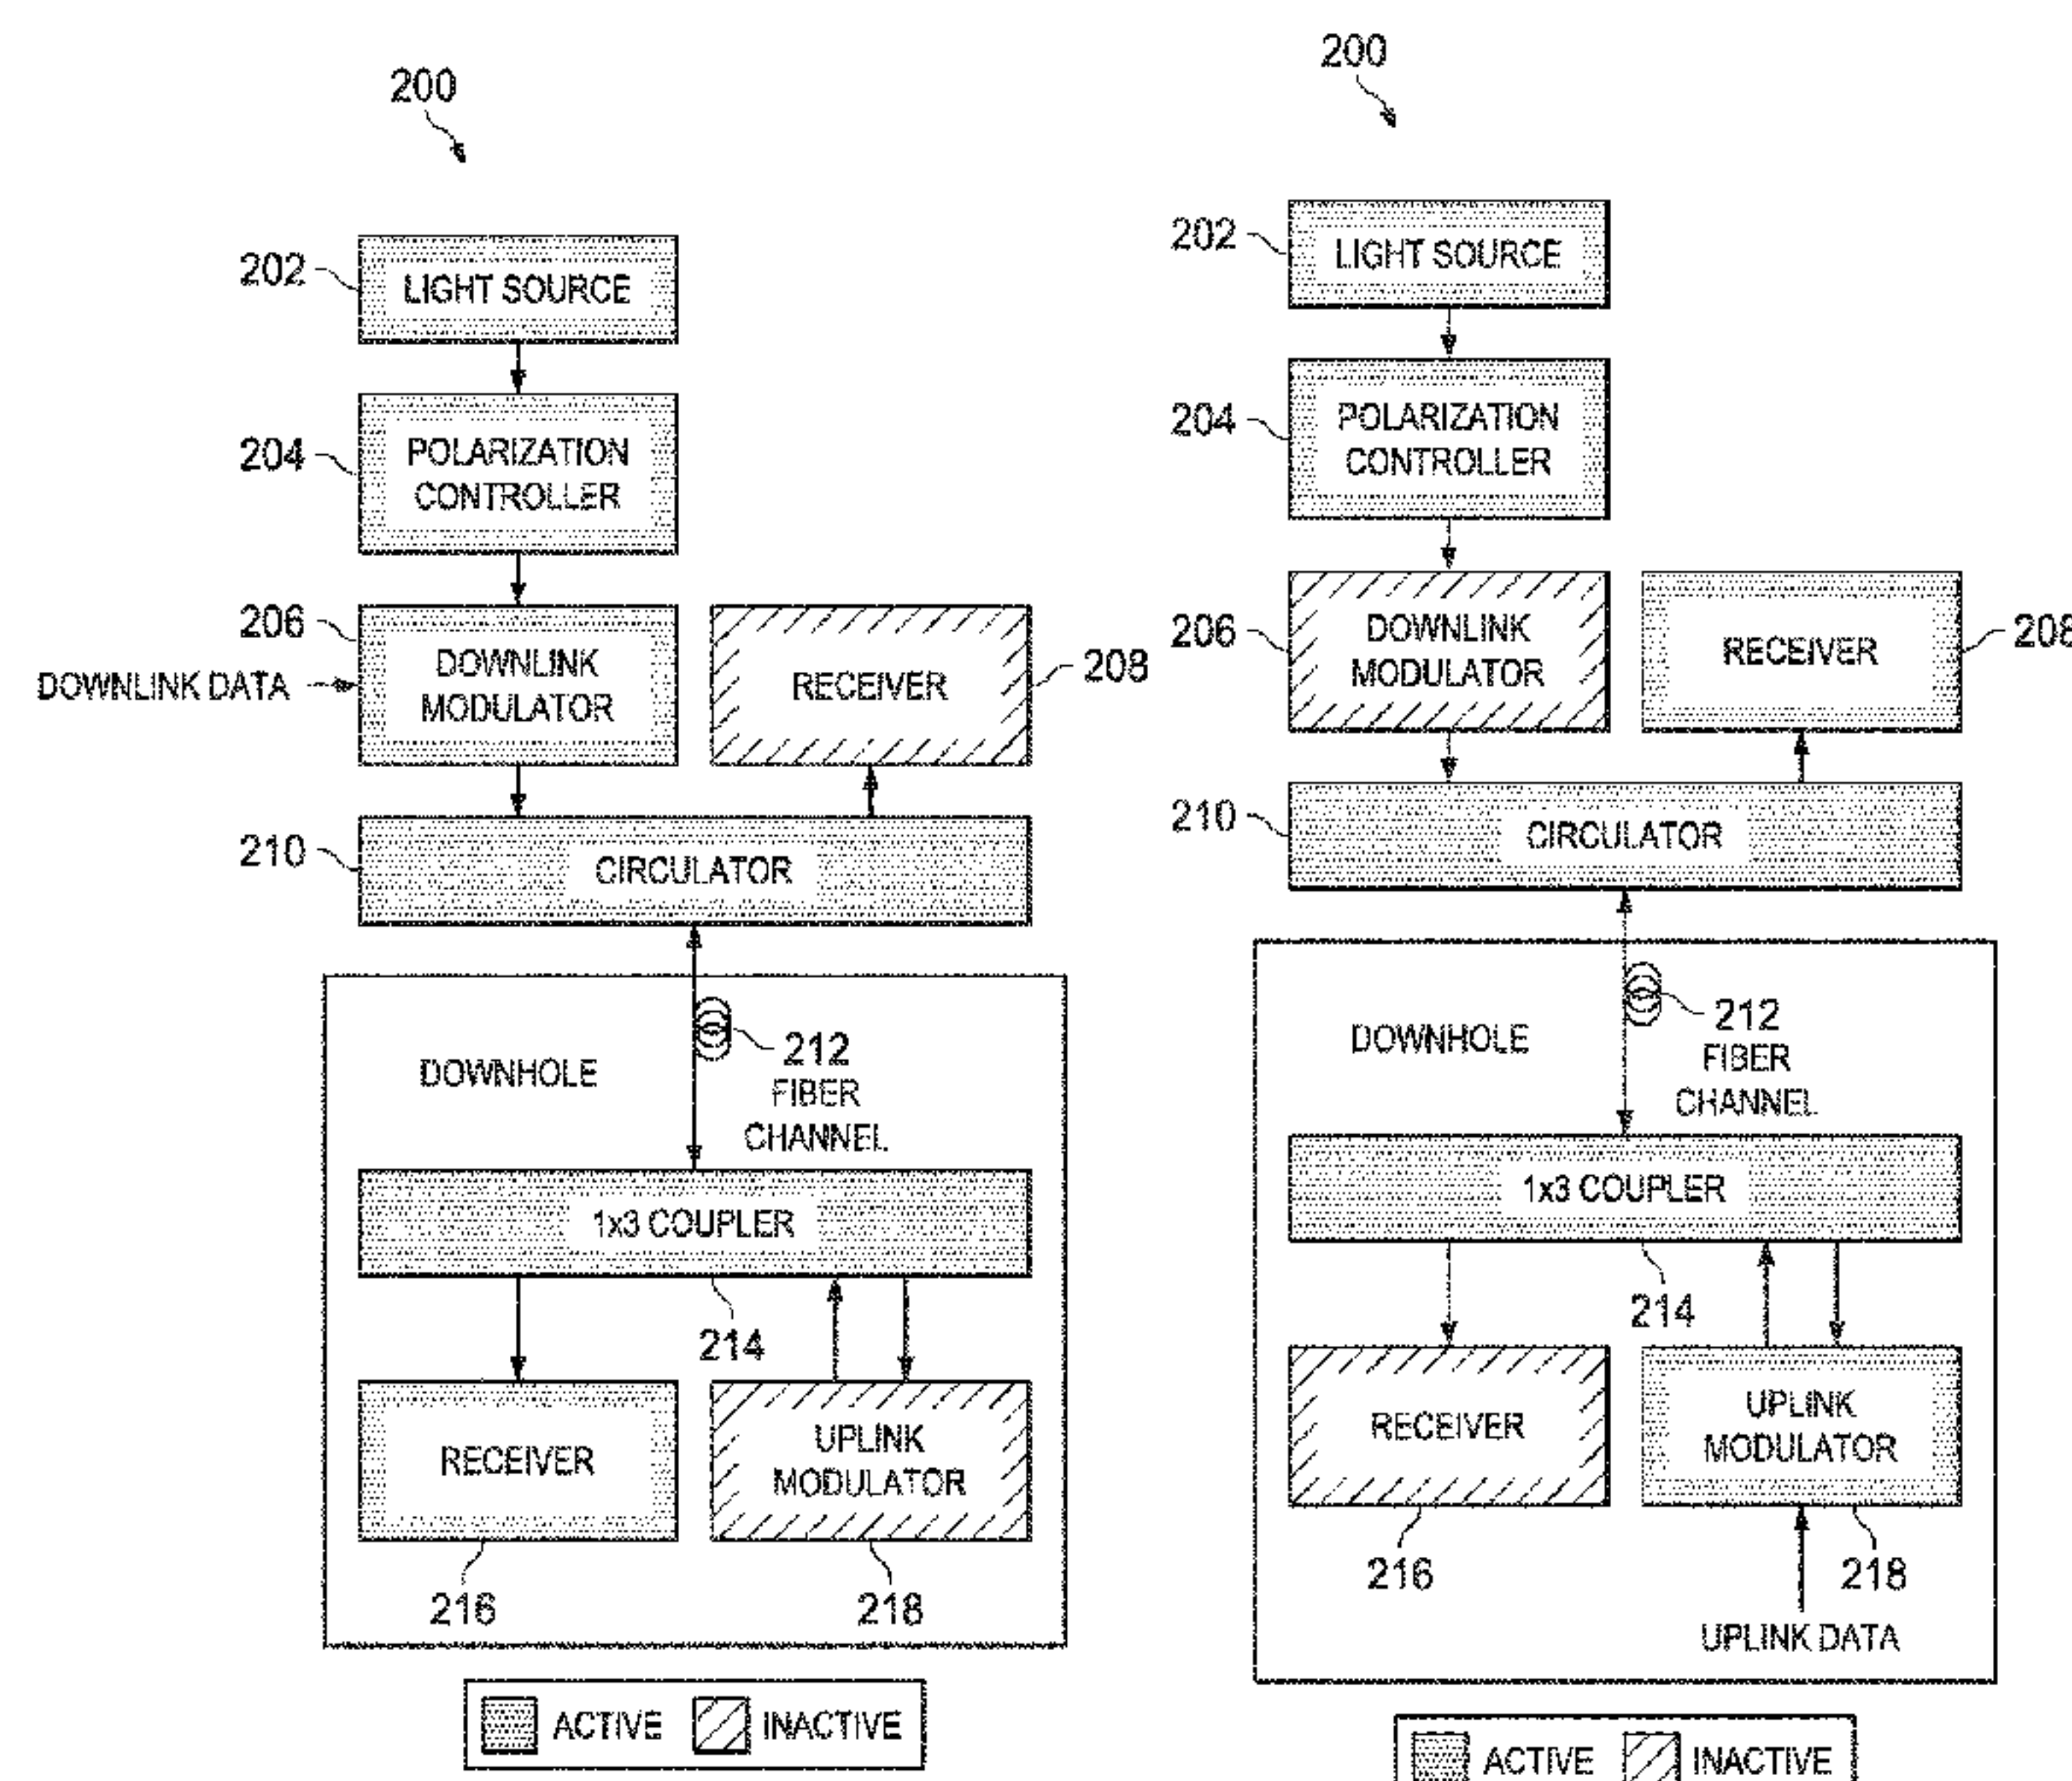 200
202
LIGHT SOURCE
204
POLARIZATION
CONTROLLER
206
DOWNLINK DATA
DOWNLINK
MODULATOR
RECEIVER
208
210
CIRCULATOR
DOWNHOLE
212
FIBER
CHANNEL
1x3 COUPLER
214
RECEIVER
UPLINK
MODULATOR
216
218
ACTIVE
INACTIVE
200
202
LIGHT SOURCE
204
POLARIZATION
CONTROLLER
206
DOWNLINK
MODULATOR
RECEIVER
208
210
CIRCULATOR
DOWNHOLE
212
FIBER
CHANNEL
1x3 COUPLER
214
RECEIVER
UPLINK
MODULATOR
216
218
UPLINK DATA
ACTIVE
INACTIVE